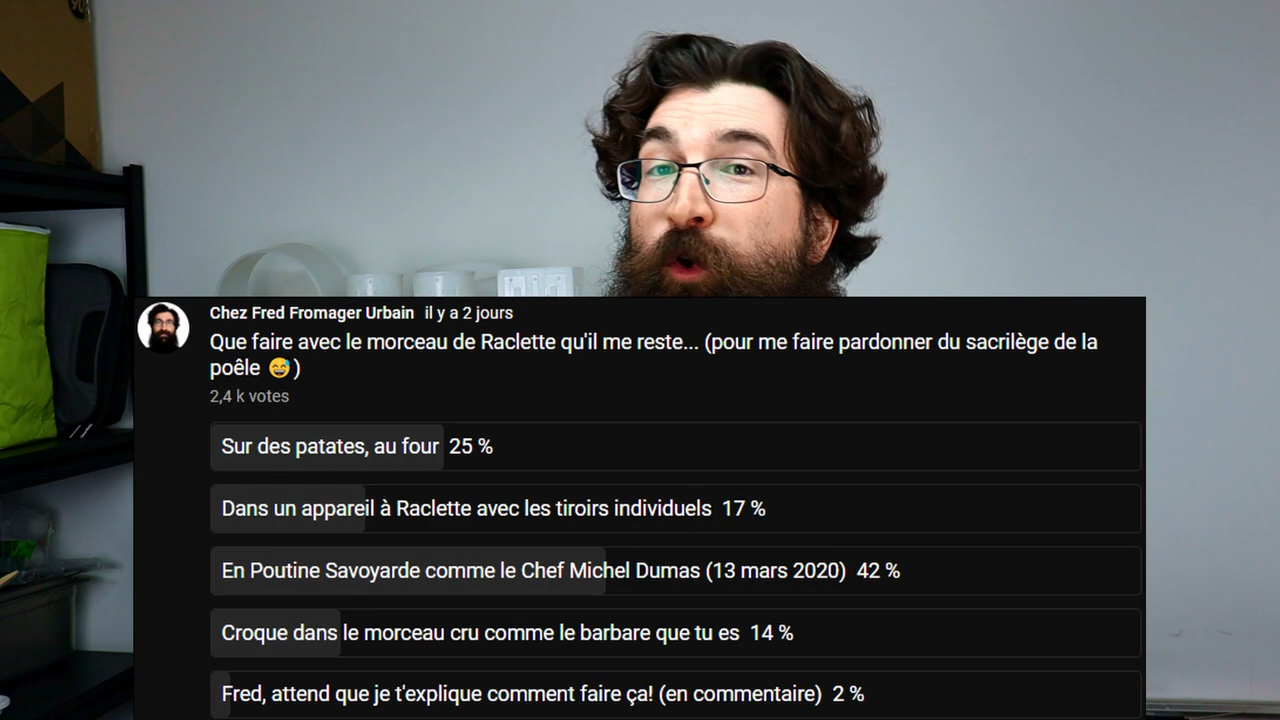 Chez Fred Fromager Urbain il y a 2 jours
Que faire avec le morceau de Raclette qu'il me reste... (pour me faire pardonner du sacrilège de la
poêle 😅)
2,4 k votes
Sur des patates, au four 25 %
Dans un appareil à Raclette avec les tiroirs individuels 17 %
En Poutine Savoyarde comme le Chef Michel Dumas (13 mars 2020) 42 %
Croque dans le morceau cru comme le barbare que tu es 14 %
Fred, attend que je t'explique comment faire ça! (en commentaire) 2 %